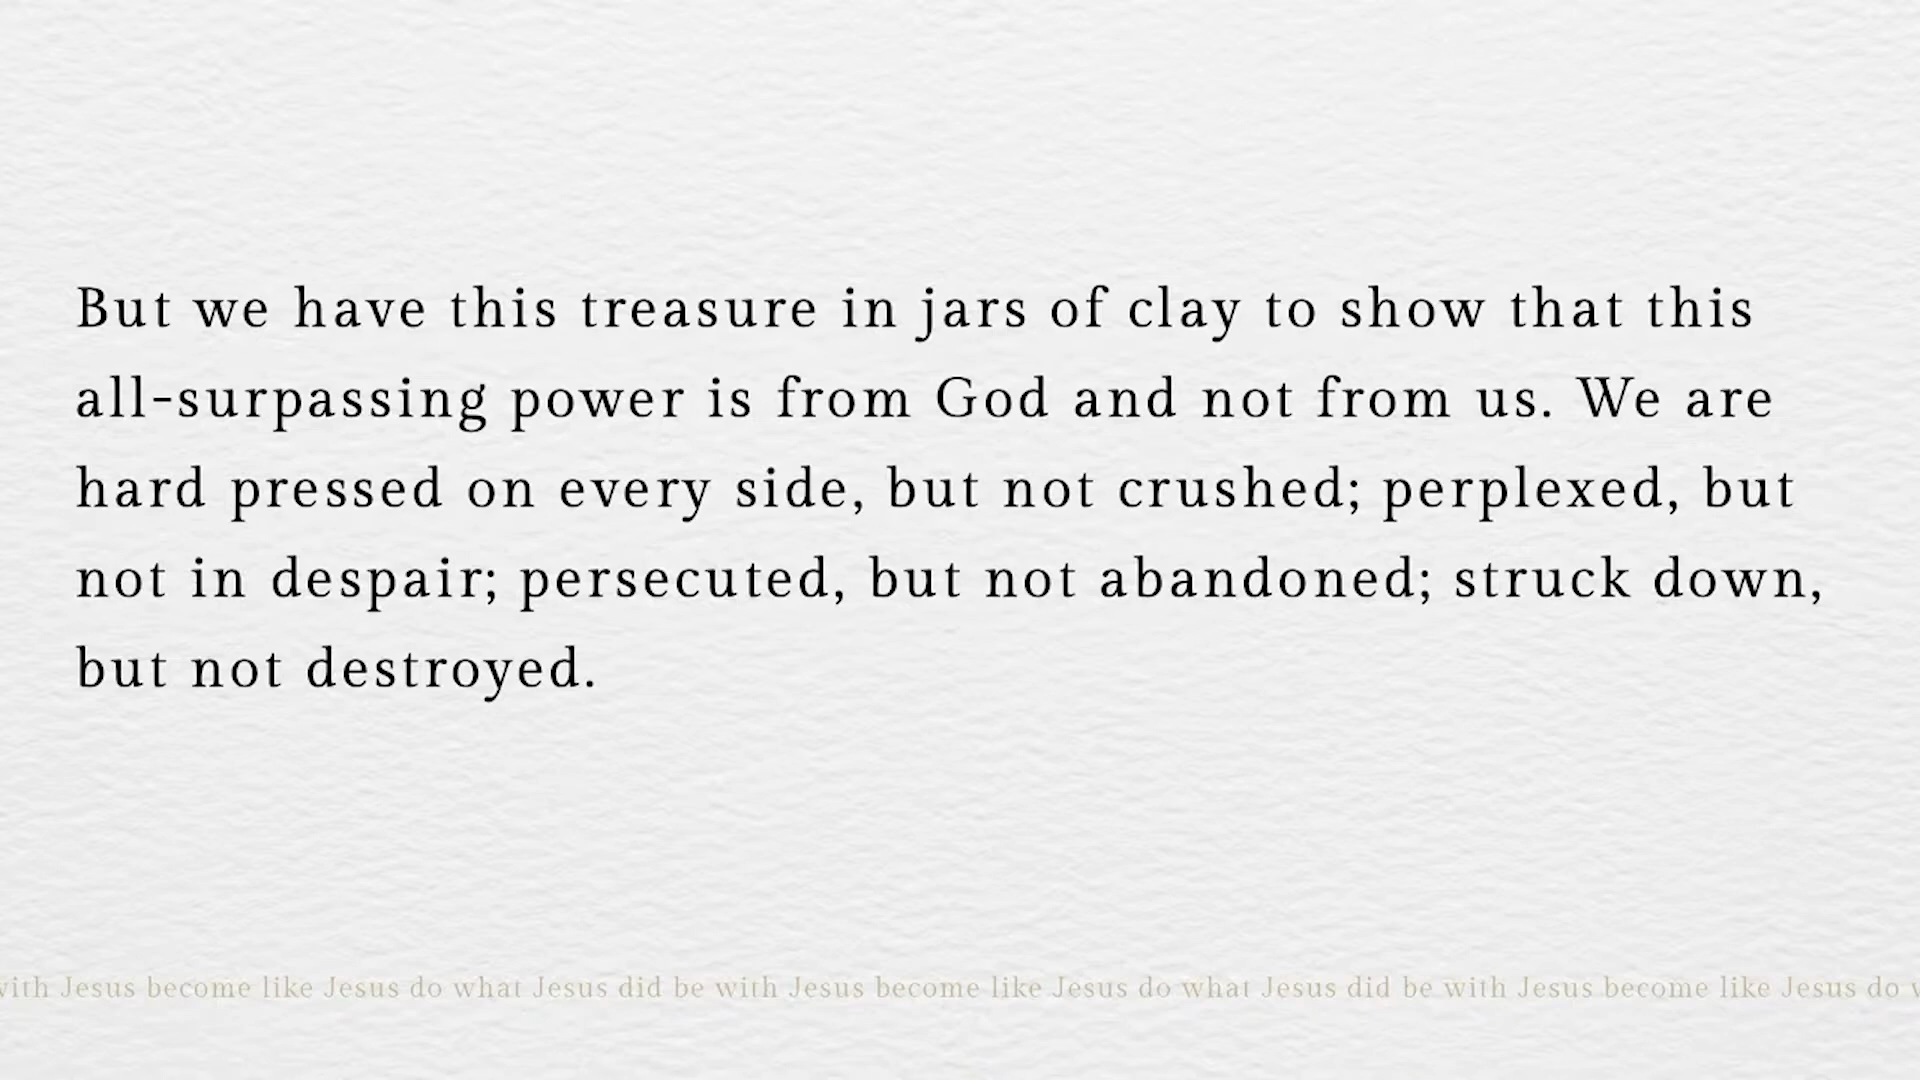 But we have this treasure in jars of clay to show that this
all-surpassing power is from God and not from us. We are
hard pressed on every side, but not crushed; perplexed, but
not in despair; persecuted, but not abandoned; struck down,
but not destroyed.
with Jesus become like Jesus do what Jesus did be with Jesus become like Jesus do what Jesus did be with Jesus become like Jesus do